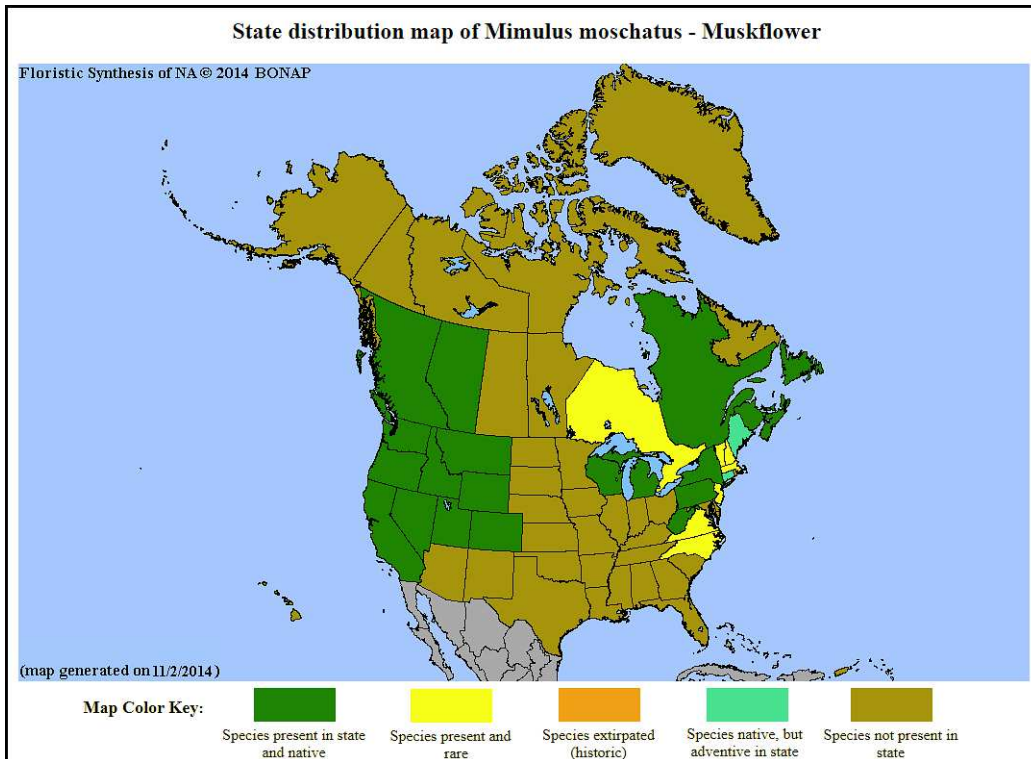 State distribution map of Mimulus moschatus - Muskflower
Floristic Synthesis of NA © 2014 BONAP
(map generated on 11/2/2014)
Map Color Key:
Species present in state
and native
Species present and
rare
Species extirpated
(historic)
Species native, but
adventive in state
Species not present in
state